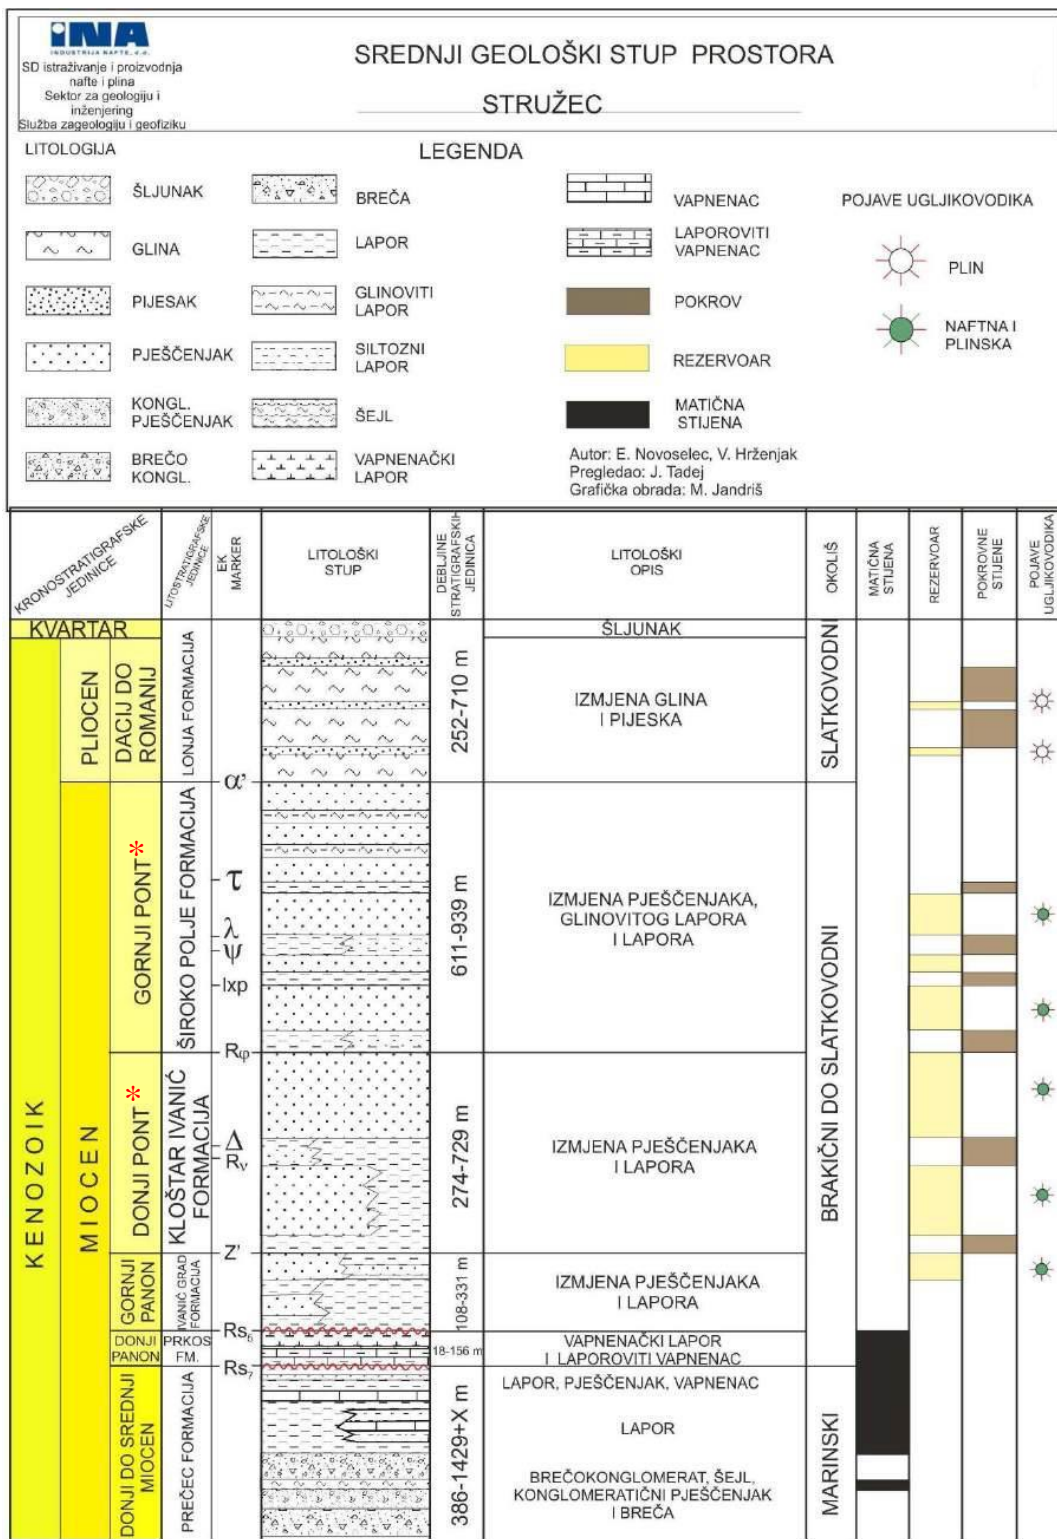 INA
INDUSTRIJA NAFTE, d.d.
SD istraživanje i proizvodnja
nafte i plina
Sektor za geologiju i
inženjering
Služba zageologiju i geofiziku
SREDNJI GEOLOŠKI STUP PROSTORA
STRUŽEC
LITOLOGIJA
LEGENDA
ŠLJUNAK
GLINA
PIJESAK
PJEŠČENJAK
KONGL.
PJEŠČENJAK
BREČO
KONGL.
BREČA
LAPOR
GLINOVITI
LAPOR
SILTOZNI
LAPOR
ŠEJL
VAPNENAČKI
LAPOR
VAPNENAC
LAPOROVITI
VAPNENAC
POKROV
REZERVOAR
MATIČNA
STIJENA
Autor: E. Novoselec, V. Hrženjak
Pregledao: J. Tadej
Grafička obrada: M. Jandriš
POJAVE UGLJIKOVODIKA
PLIN
NAFTNA I
PLINSKA
KRONOSTRATIGRAFSKE
JEDINICE
LITOSTRATIGRAFSKE
JEDINICE
EK
MARKER
LITOLOŠKI
STUP
DEBLJINE
STRATIGRAFSKIH
JEDINICA
LITOLOŠKI
OPIS
OKOLIŠ
MATIČNA
STIJENA
REZERVOAR
POKROVNE
STIJENE
POJAVE
UGLJIKOVODIKA
KVARTAR
ŠLJUNAK
KENOZOIK
PLIOCEN
DACIJ DO
ROMANIJ
LONJA FORMACIJA
252-710 m
IZMJENA GLINA
I PIJESKA
SLATKOVODNI
α'
MIOCEN
GORNJI PONT*
ŠIROKO POLJE FORMACIJA
τ
λ
ψ
lxp
Rφ
611-939 m
IZMJENA PJEŠČENJAKA,
GLINOVITOG LAPORA
I LAPORA
BRAKIČNI DO SLATKOVODNI
DONJI PONT *
KLOŠTAR IVANIĆ
FORMACIJA
Δ
Rν
Z'
274-729 m
IZMJENA PJEŠČENJAKA
I LAPORA
GORNJI
PANON
IVANIĆ GRAD
FORMACIJA
108-331 m
IZMJENA PJEŠČENJAKA
I LAPORA
Rs6
DONJI
PANON
PRKOS
FM.
18-156 m
VAPNENAČKI LAPOR
I LAPOROVITI VAPNENAC
Rs7
DONJI DO SREDNJI
MIOCEN
PREČEC FORMACIJA
386-1429+X m
LAPOR, PJEŠČENJAK, VAPNENAC
LAPOR
BREČOKONGLOMERAT, ŠEJL,
KONGLOMERATIČNI PJEŠČENJAK
I BREČA
MARINSKI